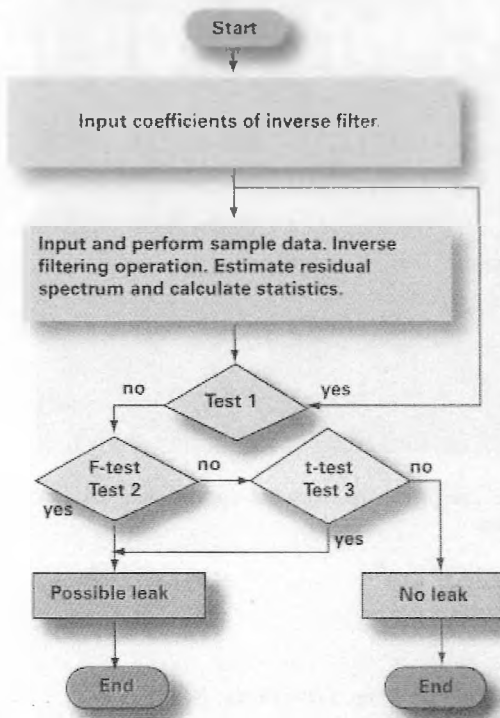 Start
Input coefficients of inverse filter.
Input and perform sample data. Inverse
filtering operation. Estimate residual
spectrum and calculate statistics.
no
Test 1
yes
F-test
Test 2
yes
no
t-test
Test 3
no
yes
Possible leak
No leak
End
End